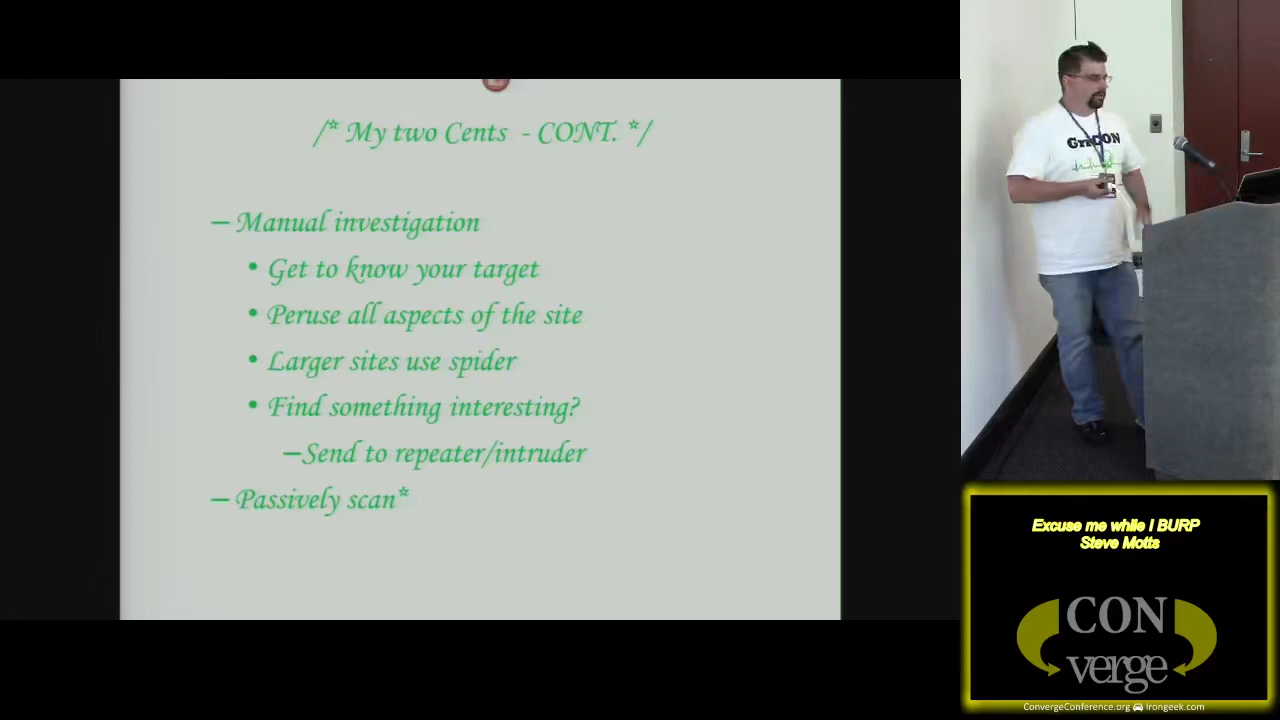 /* My two Cents - CONT. */
– Manual investigation
• Get to know your target
• Peruse all aspects of the site
• Larger sites use spider
• Find something interesting?
–Send to repeater/intruder
– Passively scan*
GrrCON
Excuse me while I BURP
Steve Motts
CON
verge
ConvergeConference.org Irongeek.com